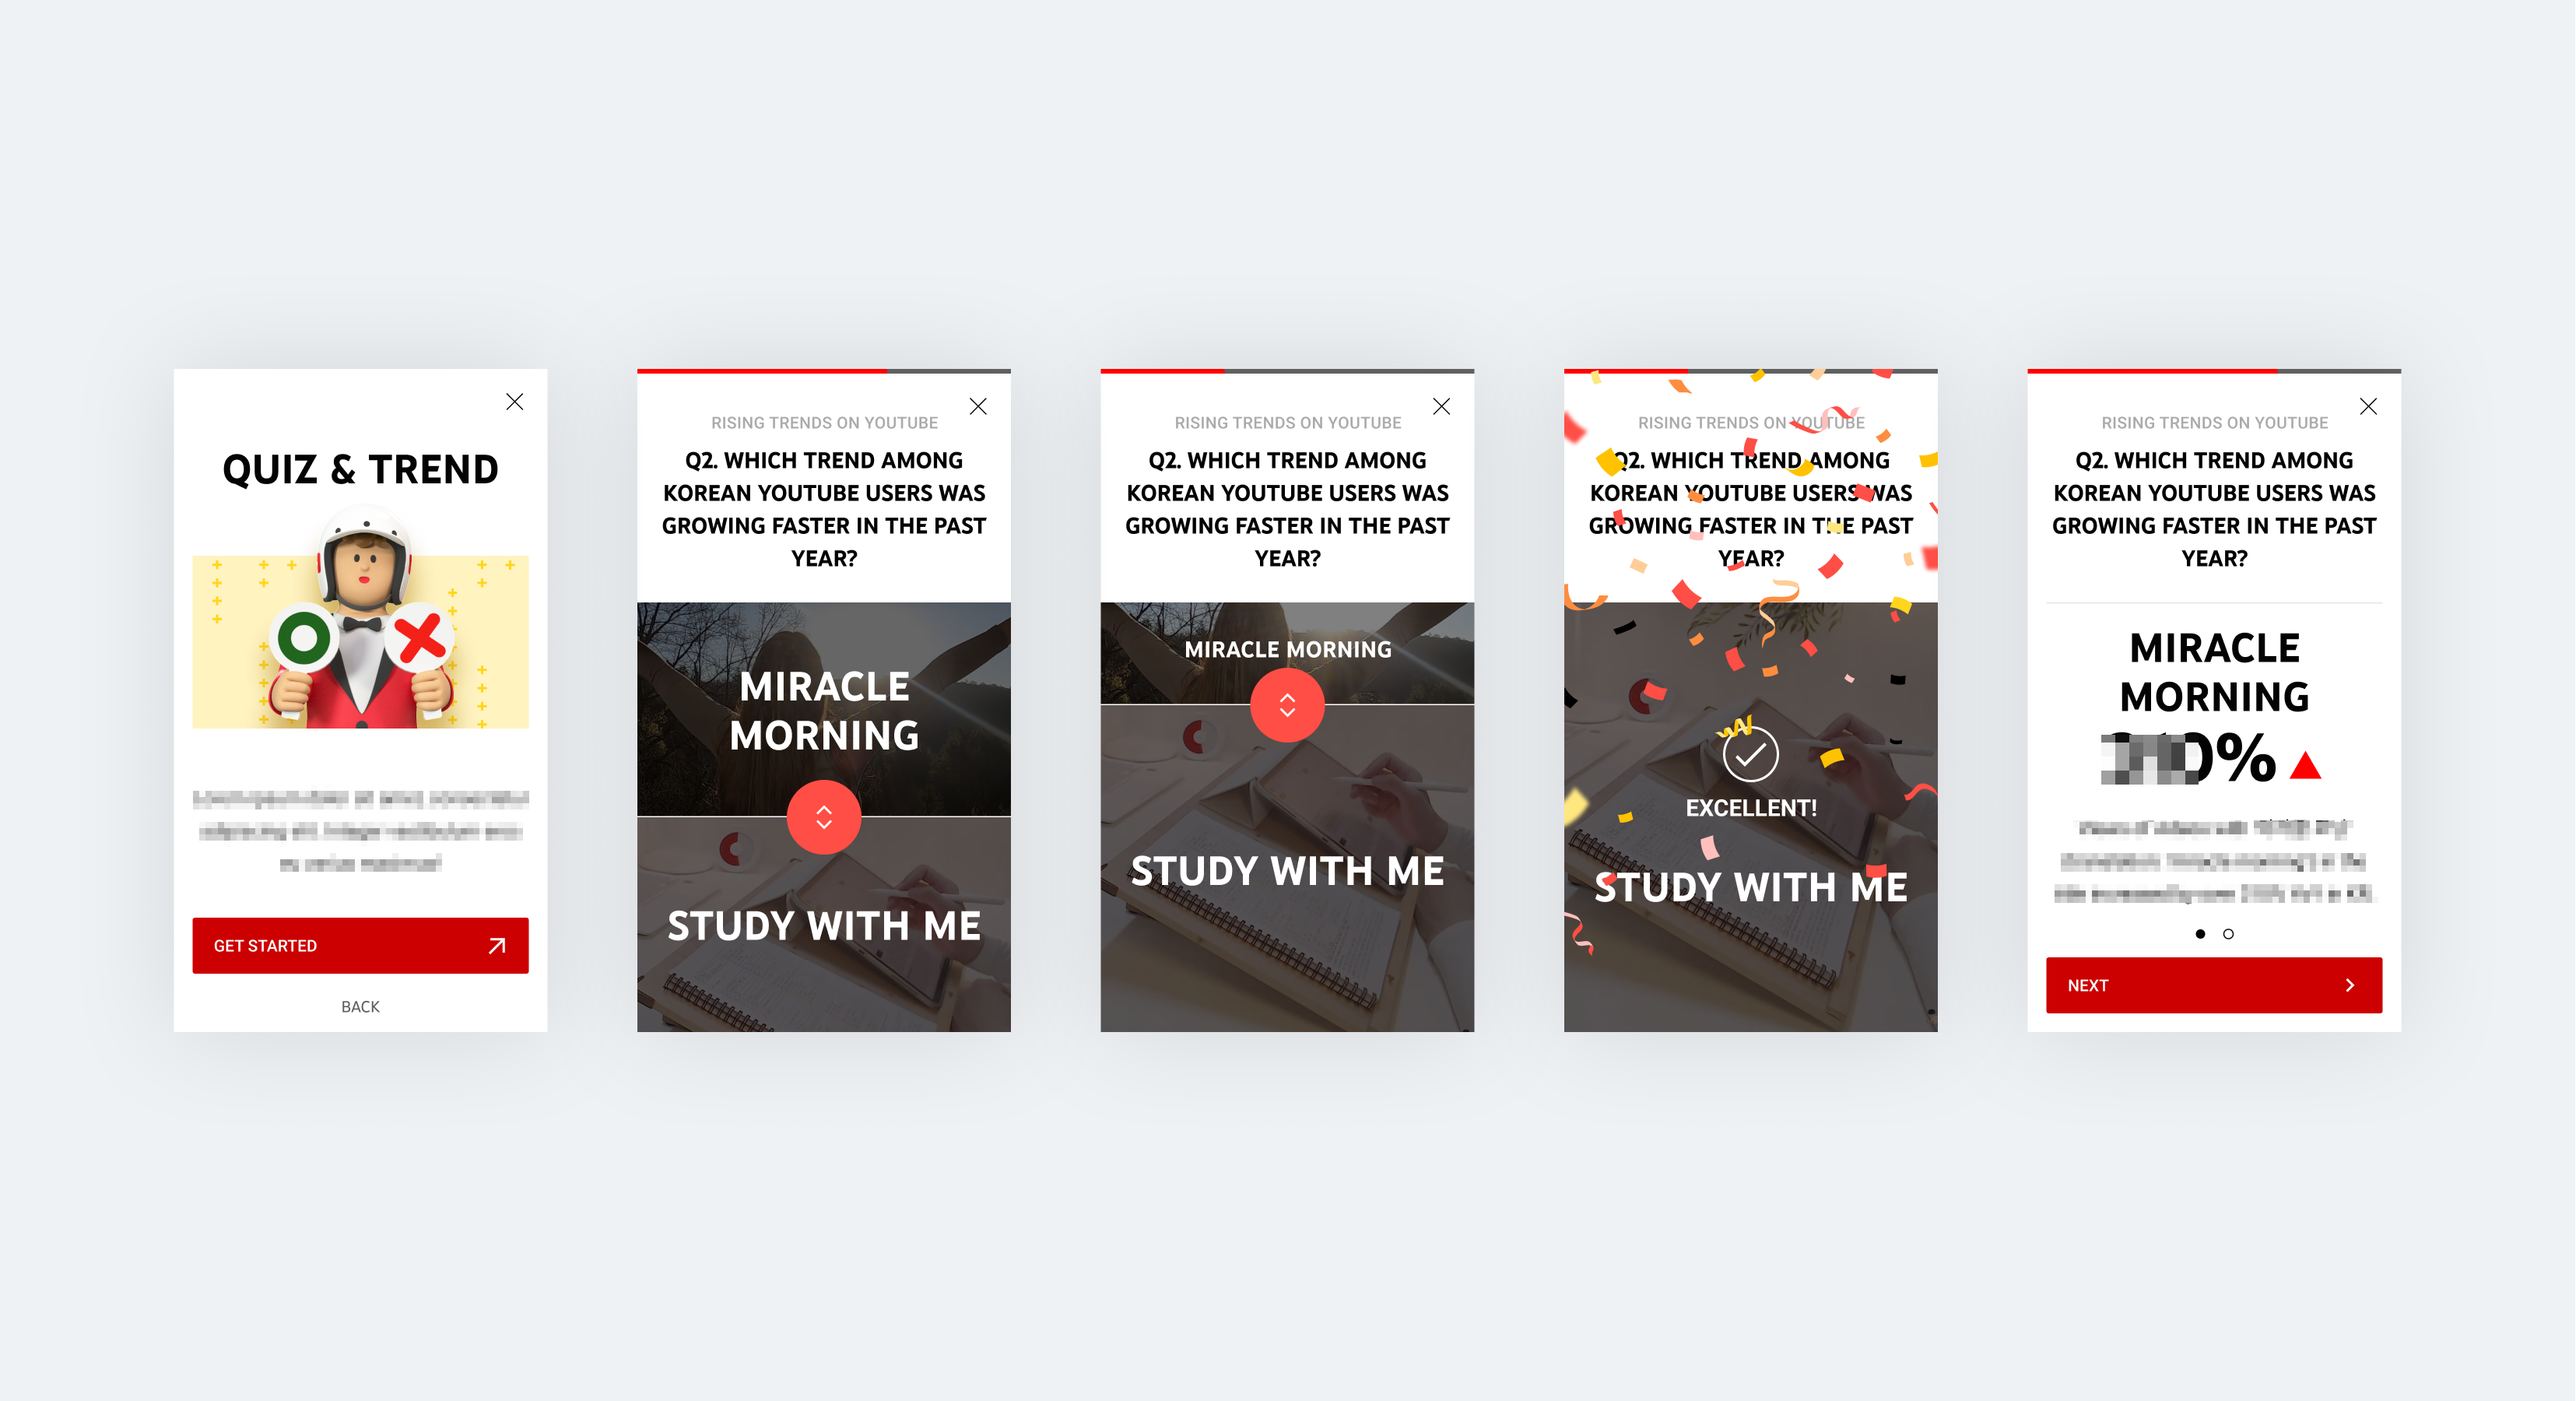 QUIZ & TREND
GET STARTED
BACK
RISING TRENDS ON YOUTUBE
Q2. WHICH TREND AMONG
KOREAN YOUTUBE USERS WAS
GROWING FASTER IN THE PAST
YEAR?
MIRACLE
MORNING
STUDY WITH ME
RISING TRENDS ON YOUTUBE
Q2. WHICH TREND AMONG
KOREAN YOUTUBE USERS WAS
GROWING FASTER IN THE PAST
YEAR?
MIRACLE MORNING
STUDY WITH ME
RISING TRENDS ON YOUTUBE
Q2. WHICH TREND AMONG
KOREAN YOUTUBE USERS WAS
GROWING FASTER IN THE PAST
YEAR?
EXCELLENT!
STUDY WITH ME
RISING TRENDS ON YOUTUBE
Q2. WHICH TREND AMONG
KOREAN YOUTUBE USERS WAS
GROWING FASTER IN THE PAST
YEAR?
MIRACLE
MORNING
NEXT